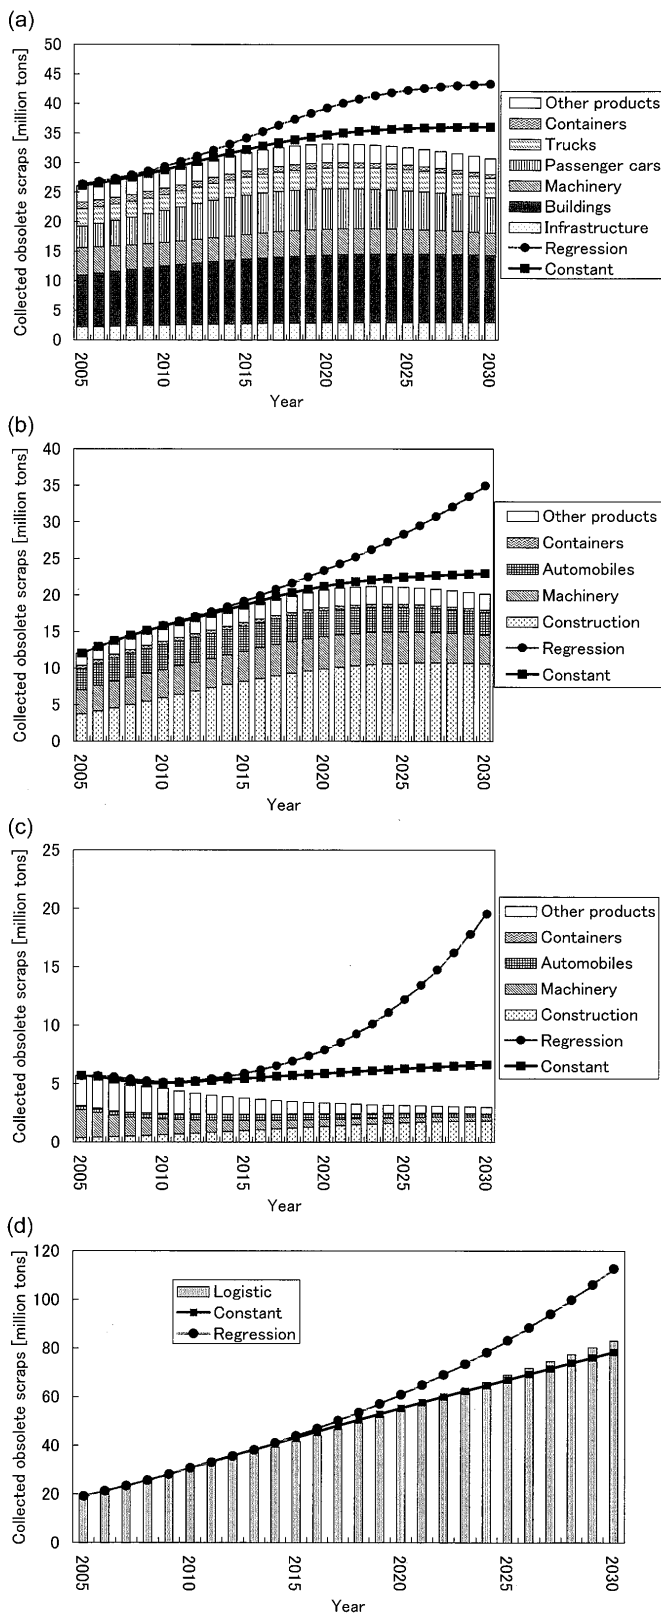 (a)
Collected obsolete scraps [million tons]
50
45
40
35
30
25
20
15
10
5
0
2005
2010
2015
2020
2025
2030
Year
Other products
Containers
Trucks
Passenger cars
Machinery
Buildings
Infrastructure
Regression
Constant
(b)
Collected obsolete scraps [million tons]
40
35
30
25
20
15
10
5
0
2005
2010
2015
2020
2025
2030
Year
Other products
Containers
Automobiles
Machinery
Construction
Regression
Constant
(c)
Collected obsolete scraps [million tons]
25
20
15
10
5
0
2005
2010
2015
2020
2025
2030
Year
Other products
Containers
Automobiles
Machinery
Construction
Regression
Constant
(d)
Collected obsolete scraps [million tons]
120
100
80
60
40
20
0
2005
2010
2015
2020
2025
2030
Year
Logistic
Constant
Regression